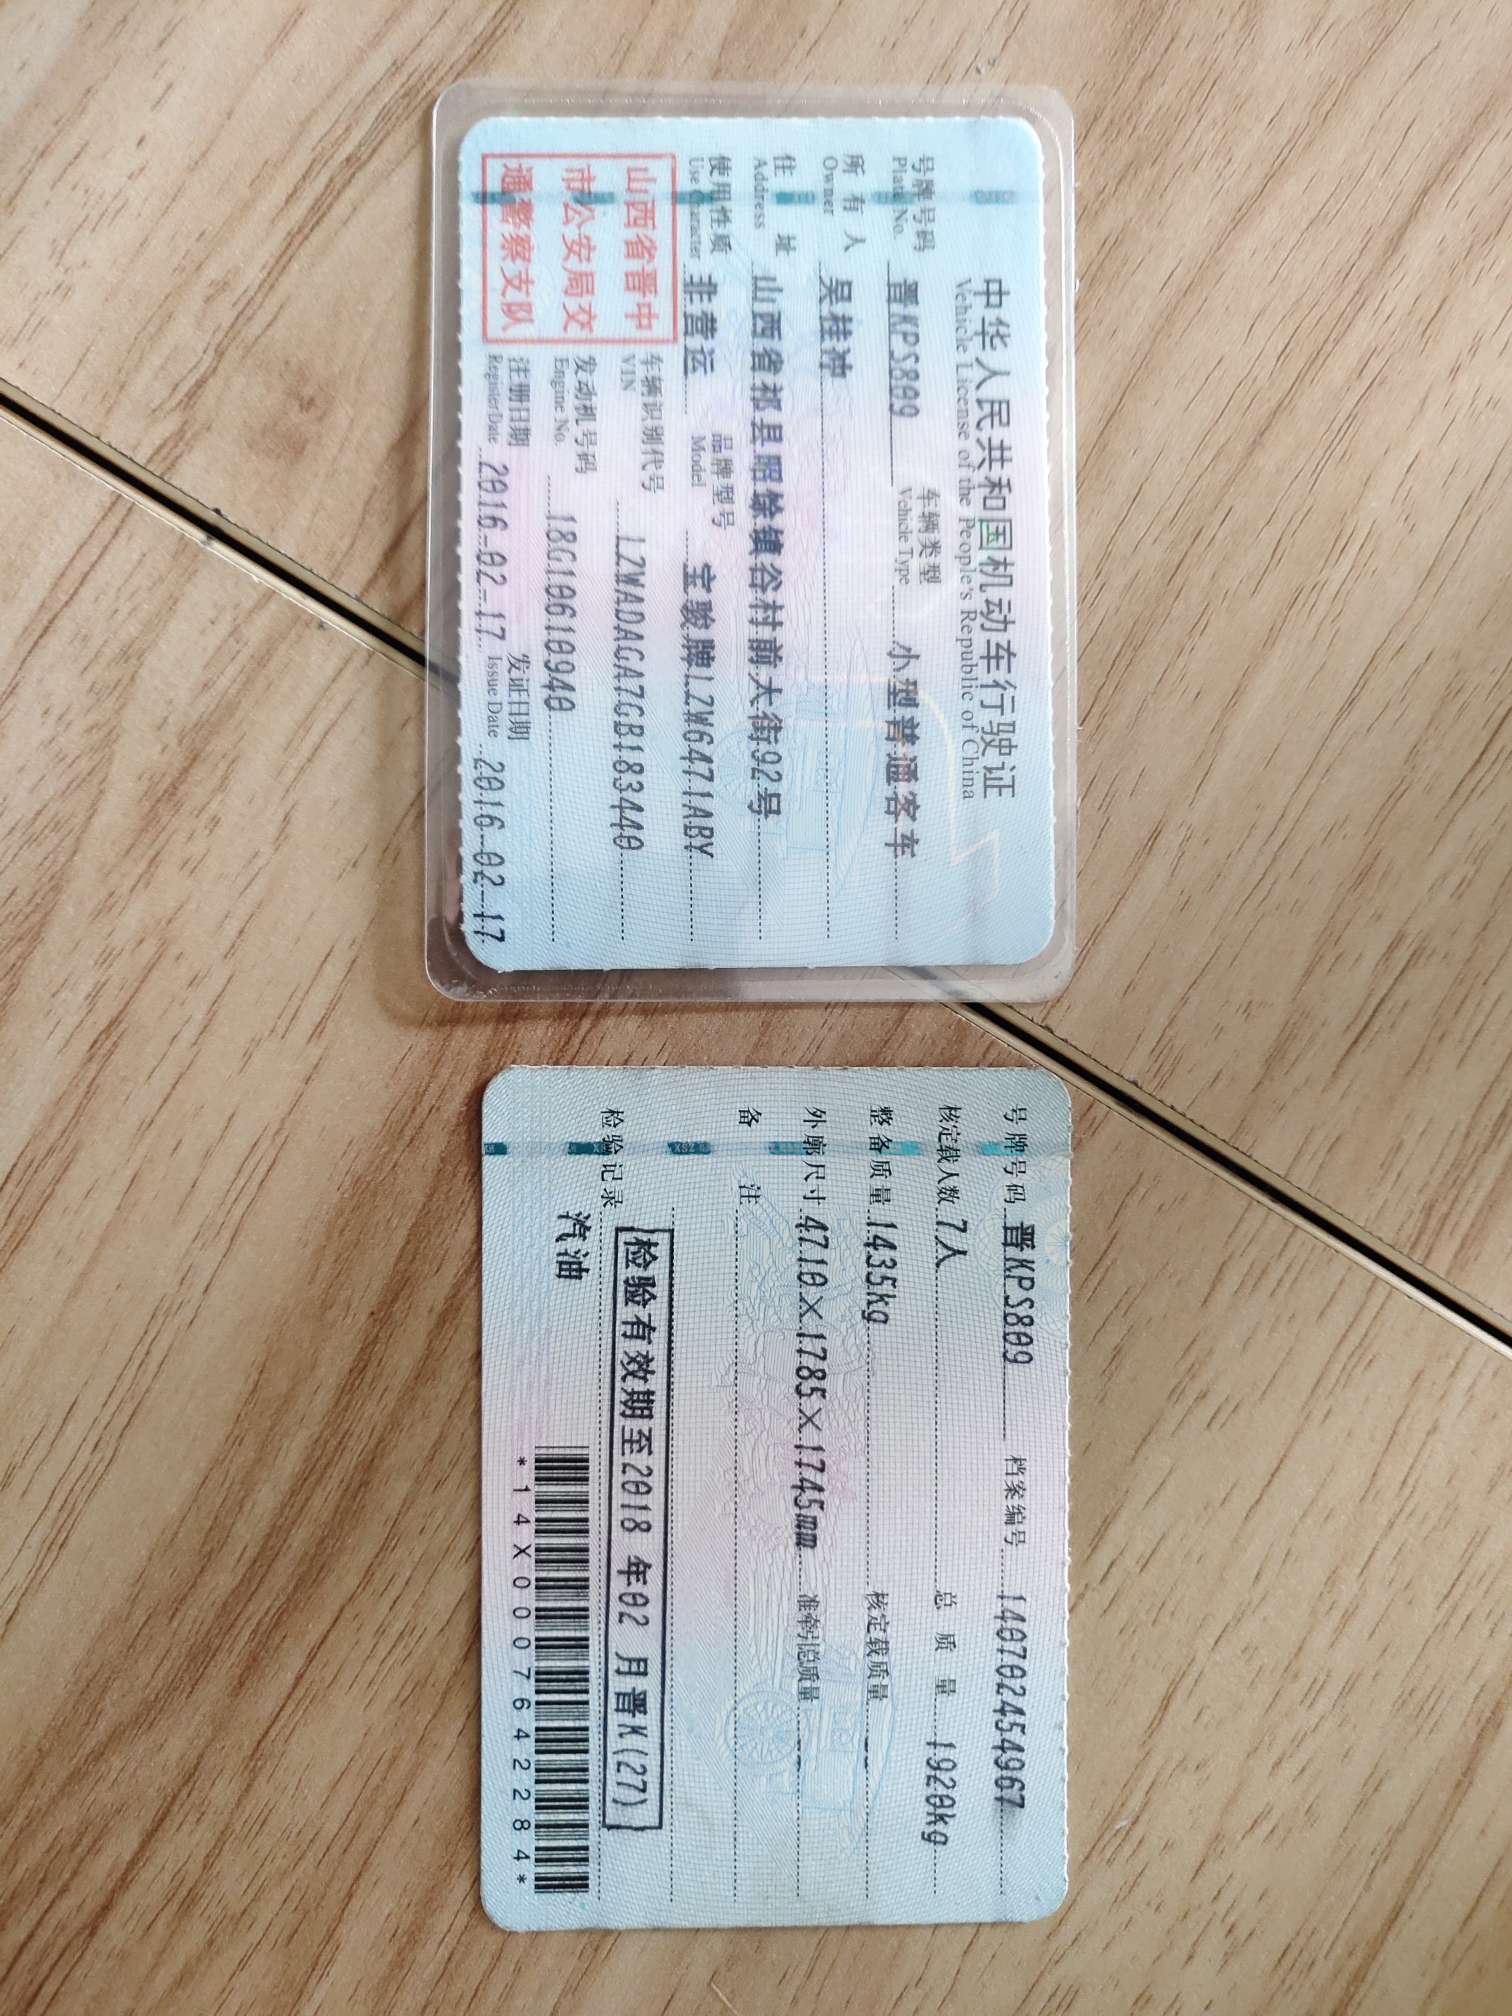 中华人民共和国机动车行驶证
Vehicle License of the People's Republic of China
号牌号码 晋KPS809 车辆类型 小型普通客车
Plate No. Vehicle Type
所有人 吴桂冲
Owner
住址 山西省祁县昭馀镇谷村前大街92号
Address
使用性质 非营运 品牌型号 宝骏牌LZW6471ABY
Use Character Model
山西省晋中
市公安局交
通警察支队
车辆识别代号 LZWADAGA7GB183440
VIN
发动机号码 18G10610940
Engine No.
注册日期 2016-02-17 发证日期 2016-02-17
Register Date Issue Date
号牌号码 晋KPS809 档案编号 140702454967
核定载人数 7人 总质量 1920kg
整备质量 1435kg 核定载质量
外廓尺寸 4710×1785×1745mm 准牵引总质量
备注
检验有效期至2018年02月晋K(27)
检验记录
汽油
*14X0007642284*